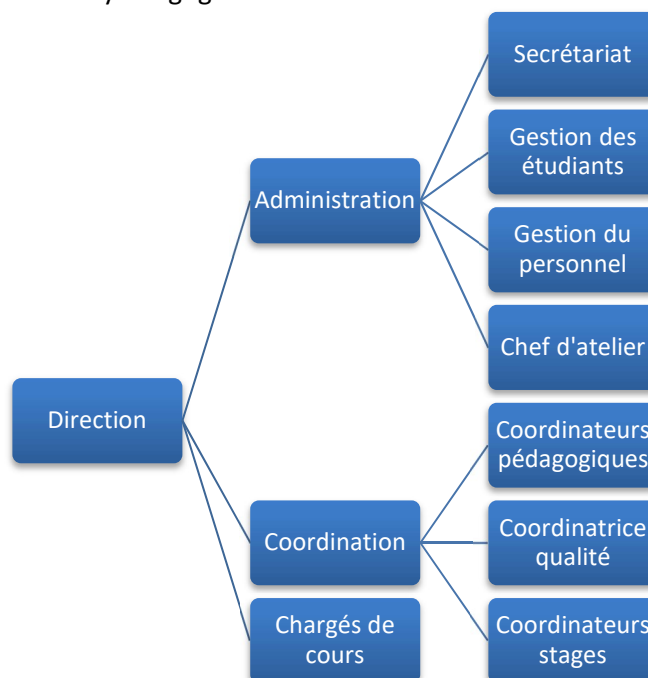 Secrétariat
Gestion des
étudiants
Administration
Gestion du
personnel
Chef d'atelier
Direction
Coordinateurs
pédagogiques
Coordination
Coordinatrice
qualité
Chargés de
cours
Coordinateurs
stages